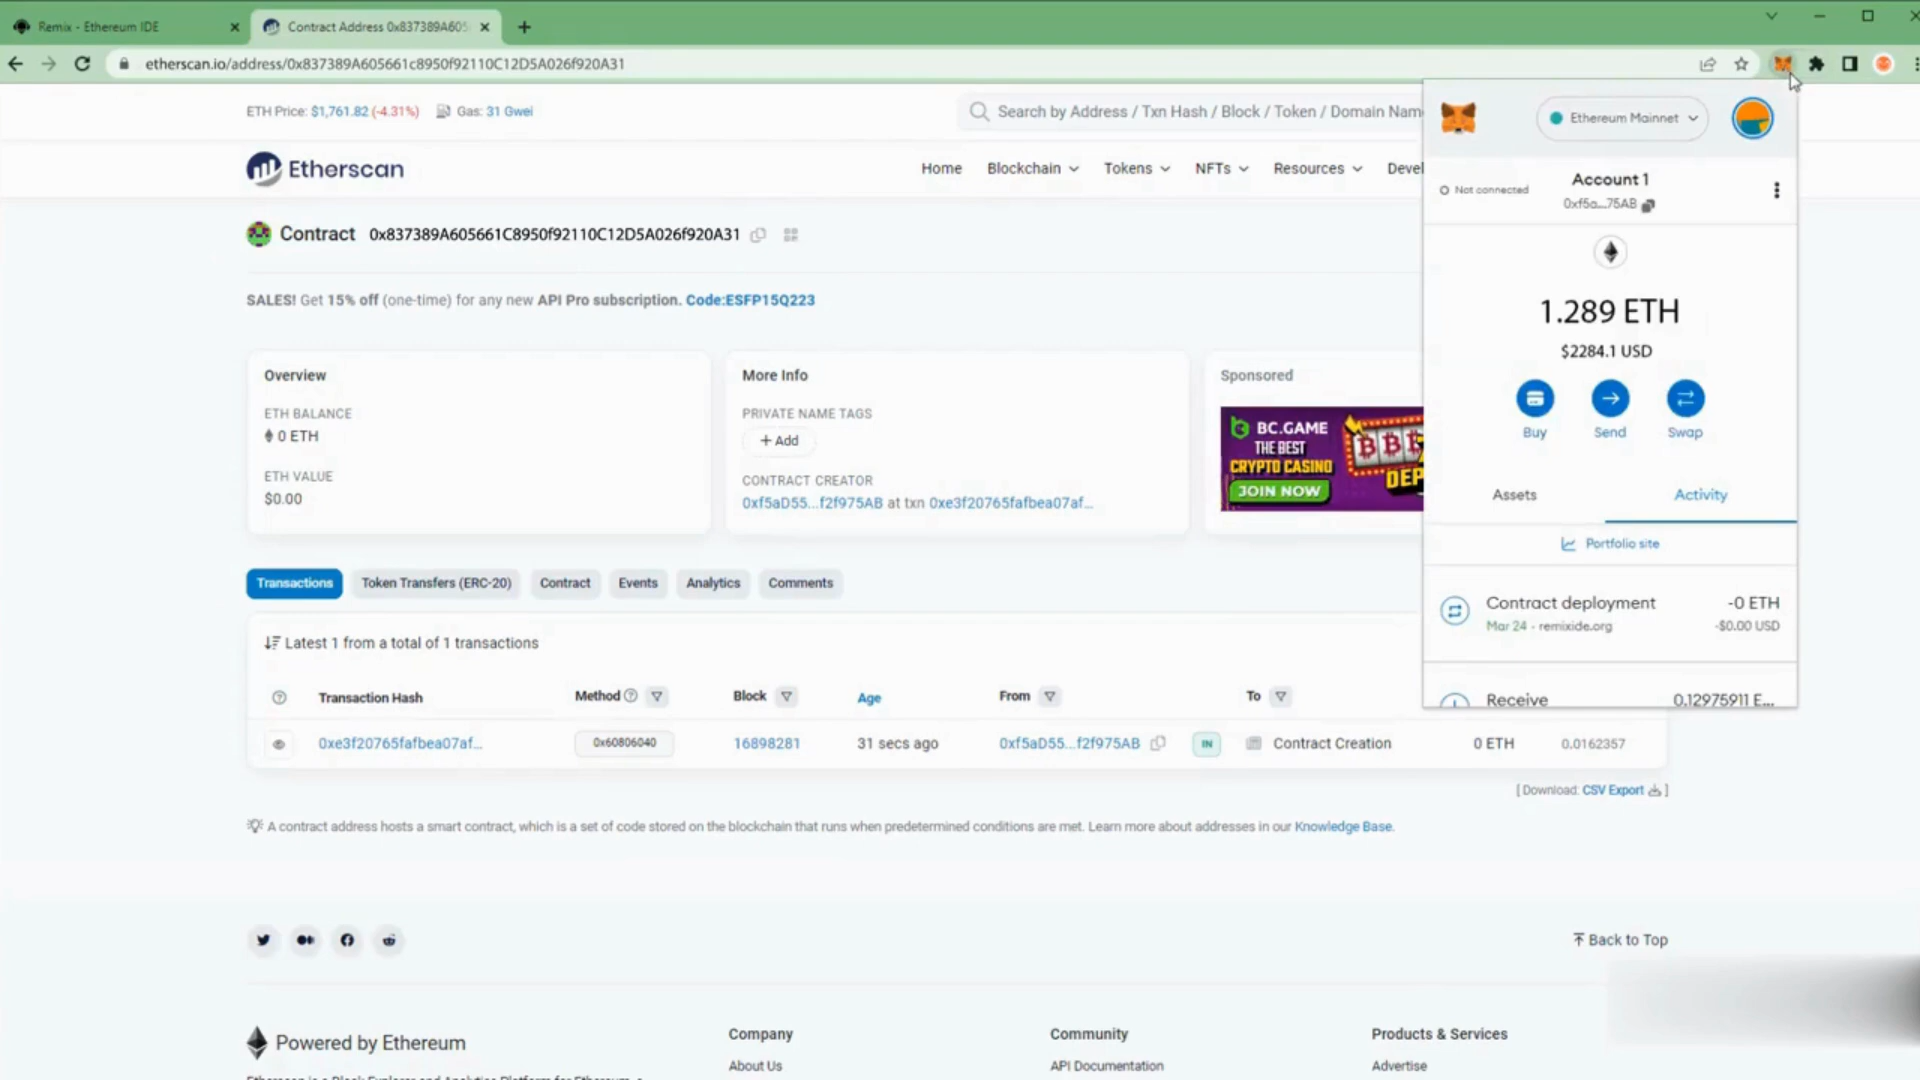 Remix - Ethereum IDE
Contract Address 0x837389A605
etherscan.io/address/0x837389A605661c8950f92110C12D5A026f920A31
ETH Price: $1,761.82 (-4.31%) Gas: 31 Gwei
Search by Address / Txn Hash / Block / Token / Domain Nam
Etherscan
Home Blockchain Tokens NFTs Resources Devel
Contract 0x837389A605661C8950f92110C12D5A026f920A31
SALES! Get 15% off (one-time) for any new API Pro subscription. Code:ESFP15Q223
Overview
ETH BALANCE
0 ETH
ETH VALUE
$0.00
More Info
PRIVATE NAME TAGS
+ Add
CONTRACT CREATOR
0xf5aD55...f2f975AB at txn 0xe3f20765fafbea07af...
Sponsored
BC.GAME
THE BEST
CRYPTO CASINO
JOIN NOW
DEP
Ethereum Mainnet
Not connected
Account 1
0xf5a...75AB
1.289 ETH
$2284.1 USD
Buy Send Swap
Assets Activity
Portfolio site
Contract deployment -0 ETH
Mar 24 - remixide.org -$0.00 USD
Receive 0.12975911 E...
Transactions Token Transfers (ERC-20) Contract Events Analytics Comments
Latest 1 from a total of 1 transactions
Transaction Hash Method Block Age From To
0xe3f20765fafbea07af... 0x60806040 16898281 31 secs ago 0xf5aD55...f2f975AB IN Contract Creation 0 ETH 0.0162357
[ Download: CSV Export ]
A contract address hosts a smart contract, which is a set of code stored on the blockchain that runs when predetermined conditions are met. Learn more about addresses in our Knowledge Base.
Back to Top
Powered by Ethereum
Company
About Us
Community
API Documentation
Products & Services
Advertise